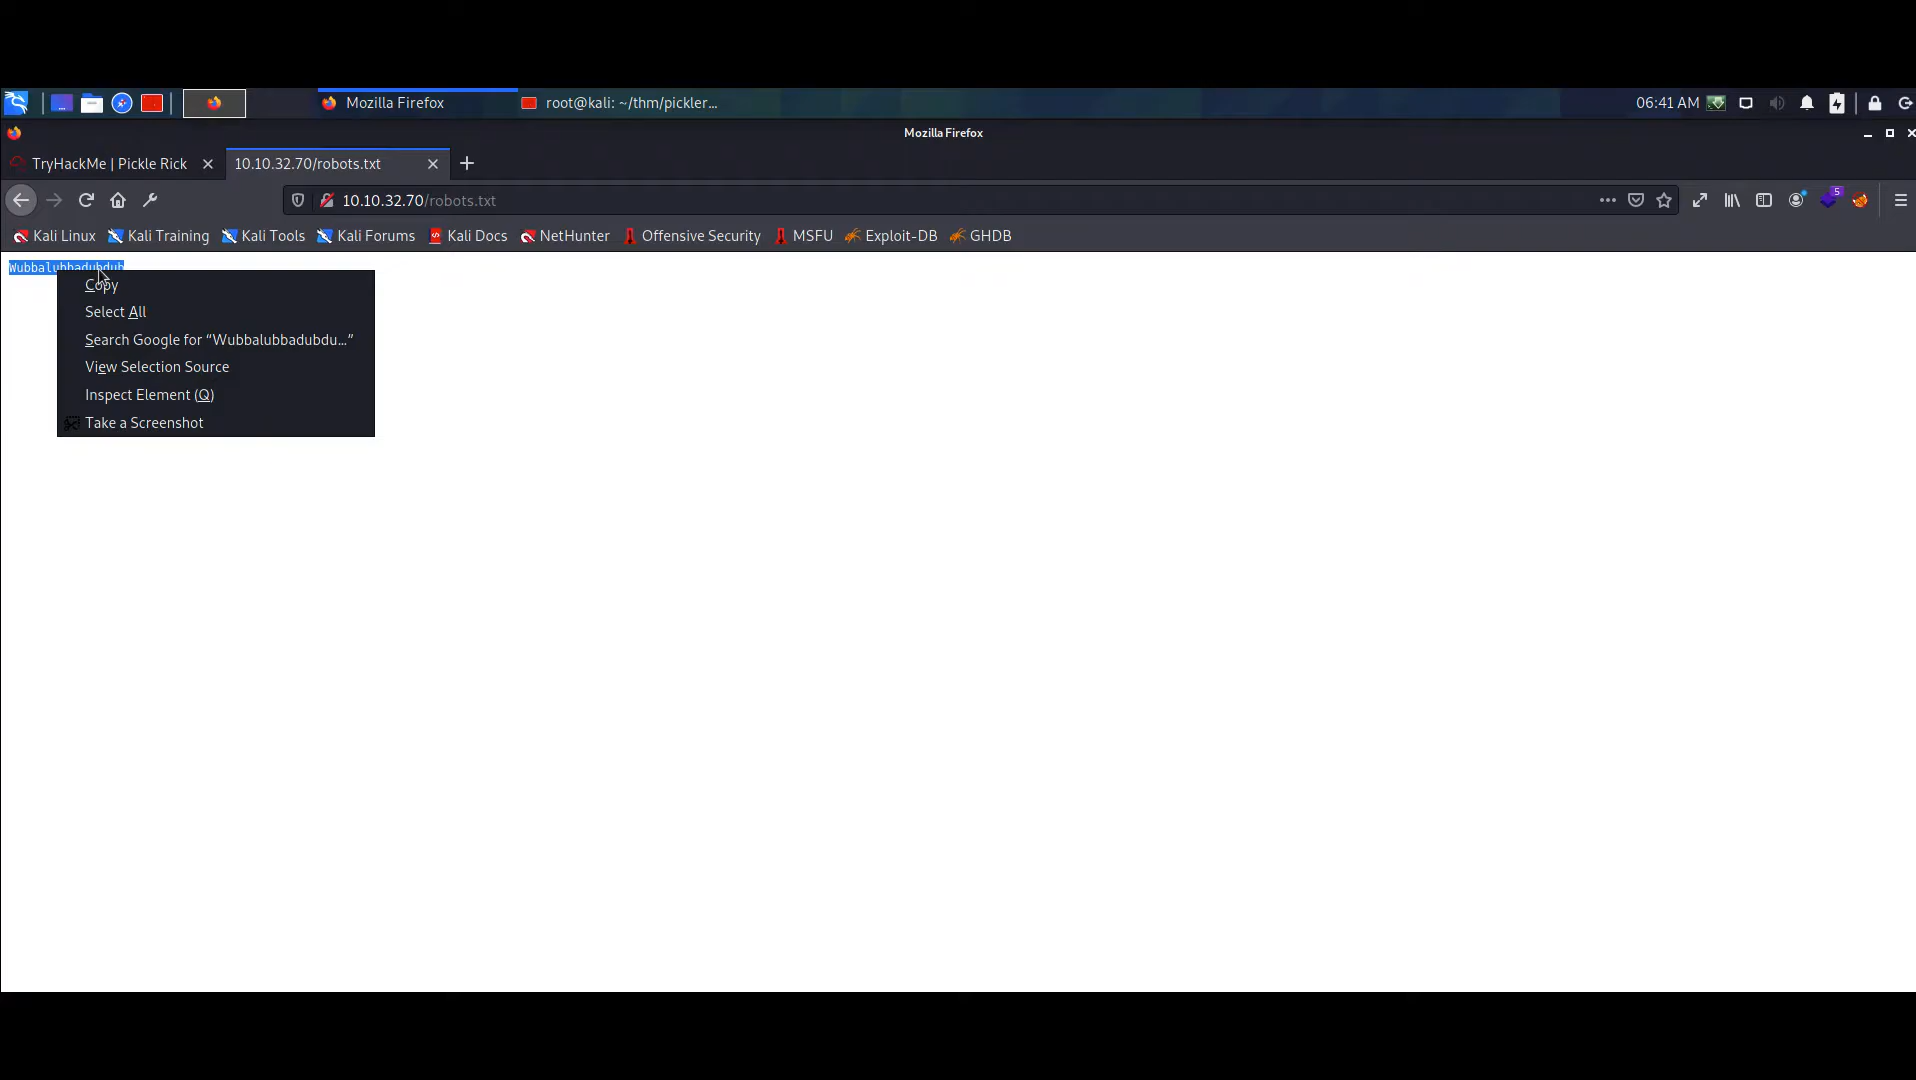 Mozilla Firefox
root@kali: ~/thm/pickler...
06:41 AM
Mozilla Firefox
TryHackMe | Pickle Rick
10.10.32.70/robots.txt
10.10.32.70/robots.txt
5
Kali Linux
Kali Training
Kali Tools
Kali Forums
Kali Docs
NetHunter
Offensive Security
MSFU
Exploit-DB
GHDB
Wubbalubbadubdub
Copy
Select All
Search Google for “Wubbalubbadubdu...”
View Selection Source
Inspect Element (Q)
Take a Screenshot